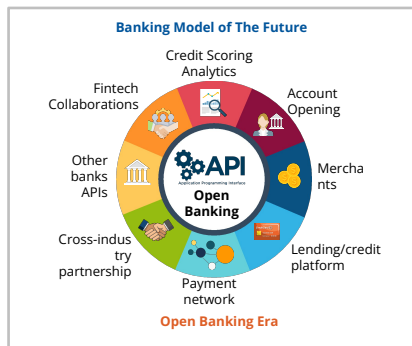 Banking Model of The Future
Credit Scoring
Analytics
Fintech
Collaborations
Account
Opening
Other
banks
APIs
API
Application Programming Interface
Open
Banking
Mercha
nts
Cross-indus
try
partnership
Lending/credit
platform
Payment
network
Open Banking Era